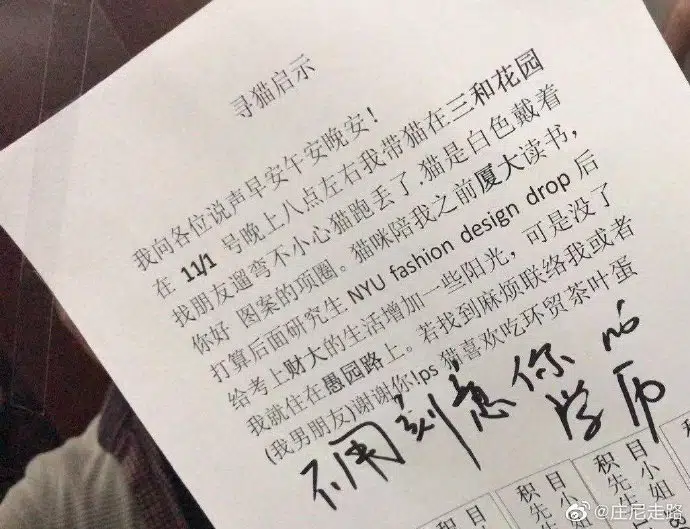 寻猫启示
我向各位说声早安午安晚安!
在 11/1 号晚上八点左右我带猫在三和花园
找朋友遛弯不小心猫跑丢了.猫是白色戴着
你好 图案的项圈。猫咪陪我之前厦大读书,
打算后面研究生 NYU fashion design drop 后
给考上财大的生活增加一些阳光,可是没了
我就住在愚园路上。若找到麻烦联络我或者
(我男朋友)谢谢你!ps 猫喜欢吃环贸茶叶蛋
不用刻意你的
学历
目小
积先
目小姐
积先生
@庄尼走路